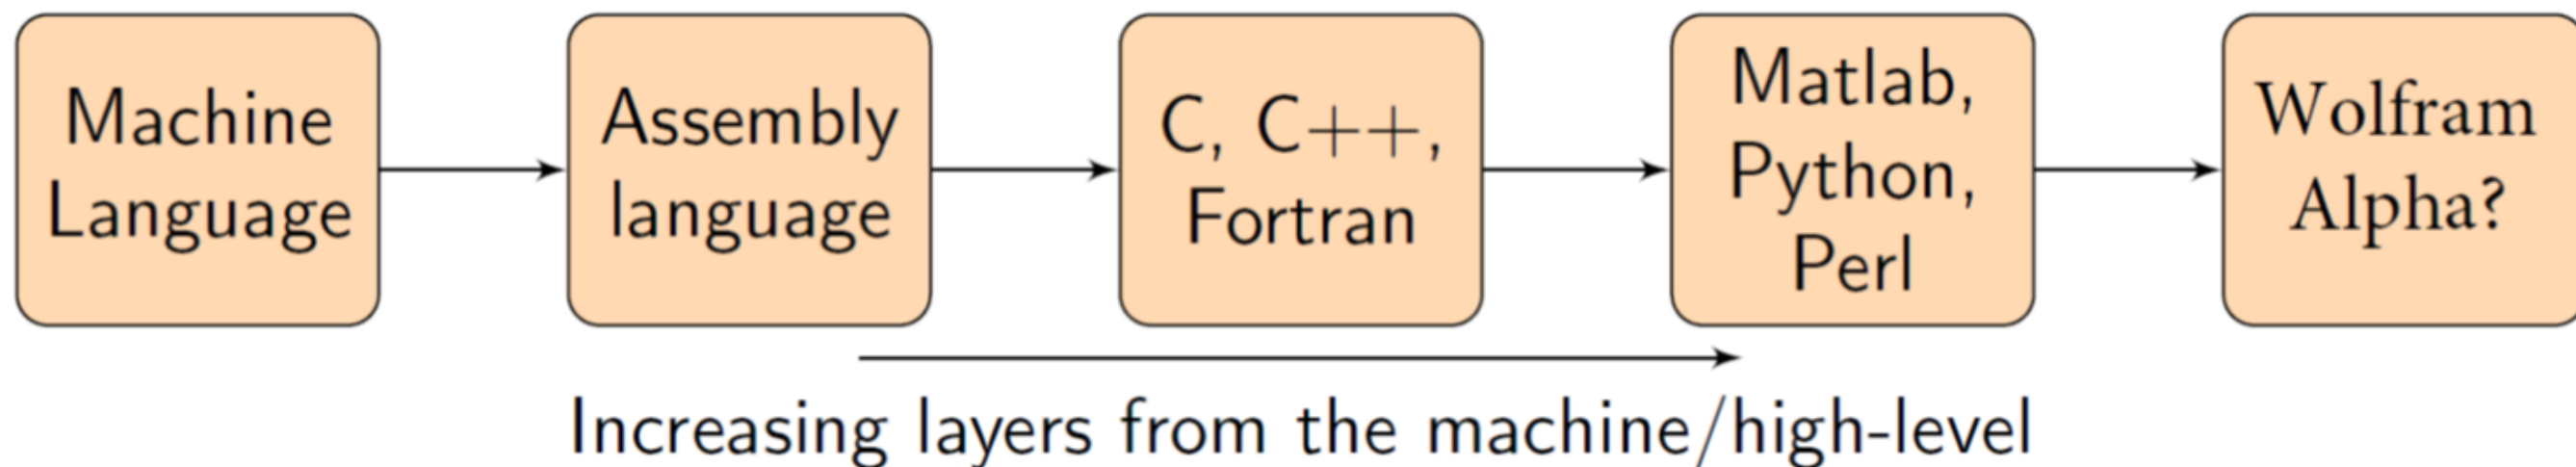 Machine
Language
Assembly
language
C, C++,
Fortran
Matlab,
Python,
Perl
Wolfram
Alpha?
Increasing layers from the machine/high-level